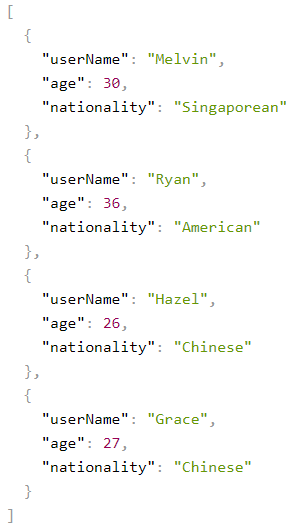 [
  {
    "userName": "Melvin",
    "age": 30,
    "nationality": "Singaporean"
  },
  {
    "userName": "Ryan",
    "age": 36,
    "nationality": "American"
  },
  {
    "userName": "Hazel",
    "age": 26,
    "nationality": "Chinese"
  },
  {
    "userName": "Grace",
    "age": 27,
    "nationality": "Chinese"
  }
]